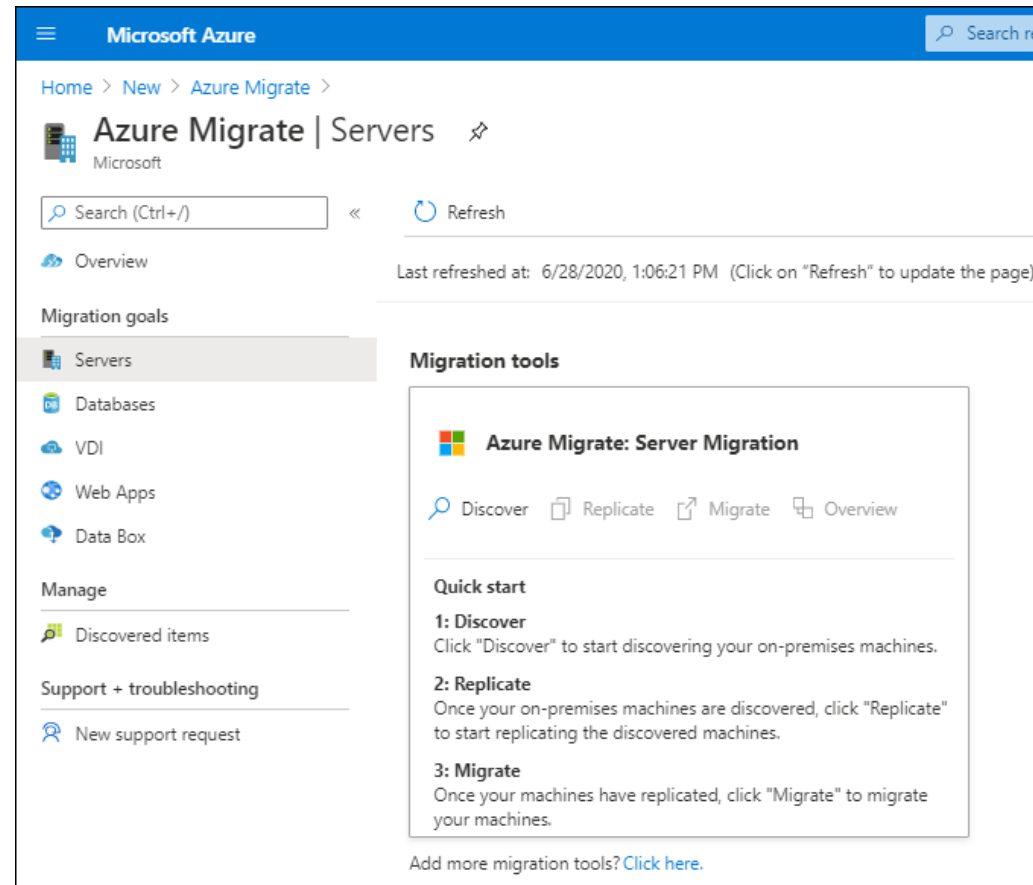 Microsoft Azure
Search
Home > New > Azure Migrate >
Azure Migrate | Servers
Microsoft
Search (Ctrl+/)
«
Refresh
Overview
Last refreshed at: 6/28/2020, 1:06:21 PM (Click on "Refresh" to update the page)
Migration goals
Servers
Databases
VDI
Web Apps
Data Box
Manage
Discovered items
Support + troubleshooting
New support request
Migration tools
Azure Migrate: Server Migration
Discover Replicate Migrate Overview
Quick start
1: Discover
Click "Discover" to start discovering your on-premises machines.
2: Replicate
Once your on-premises machines are discovered, click "Replicate"
to start replicating the discovered machines.
3: Migrate
Once your machines have replicated, click "Migrate" to migrate
your machines.
Add more migration tools? Click here.